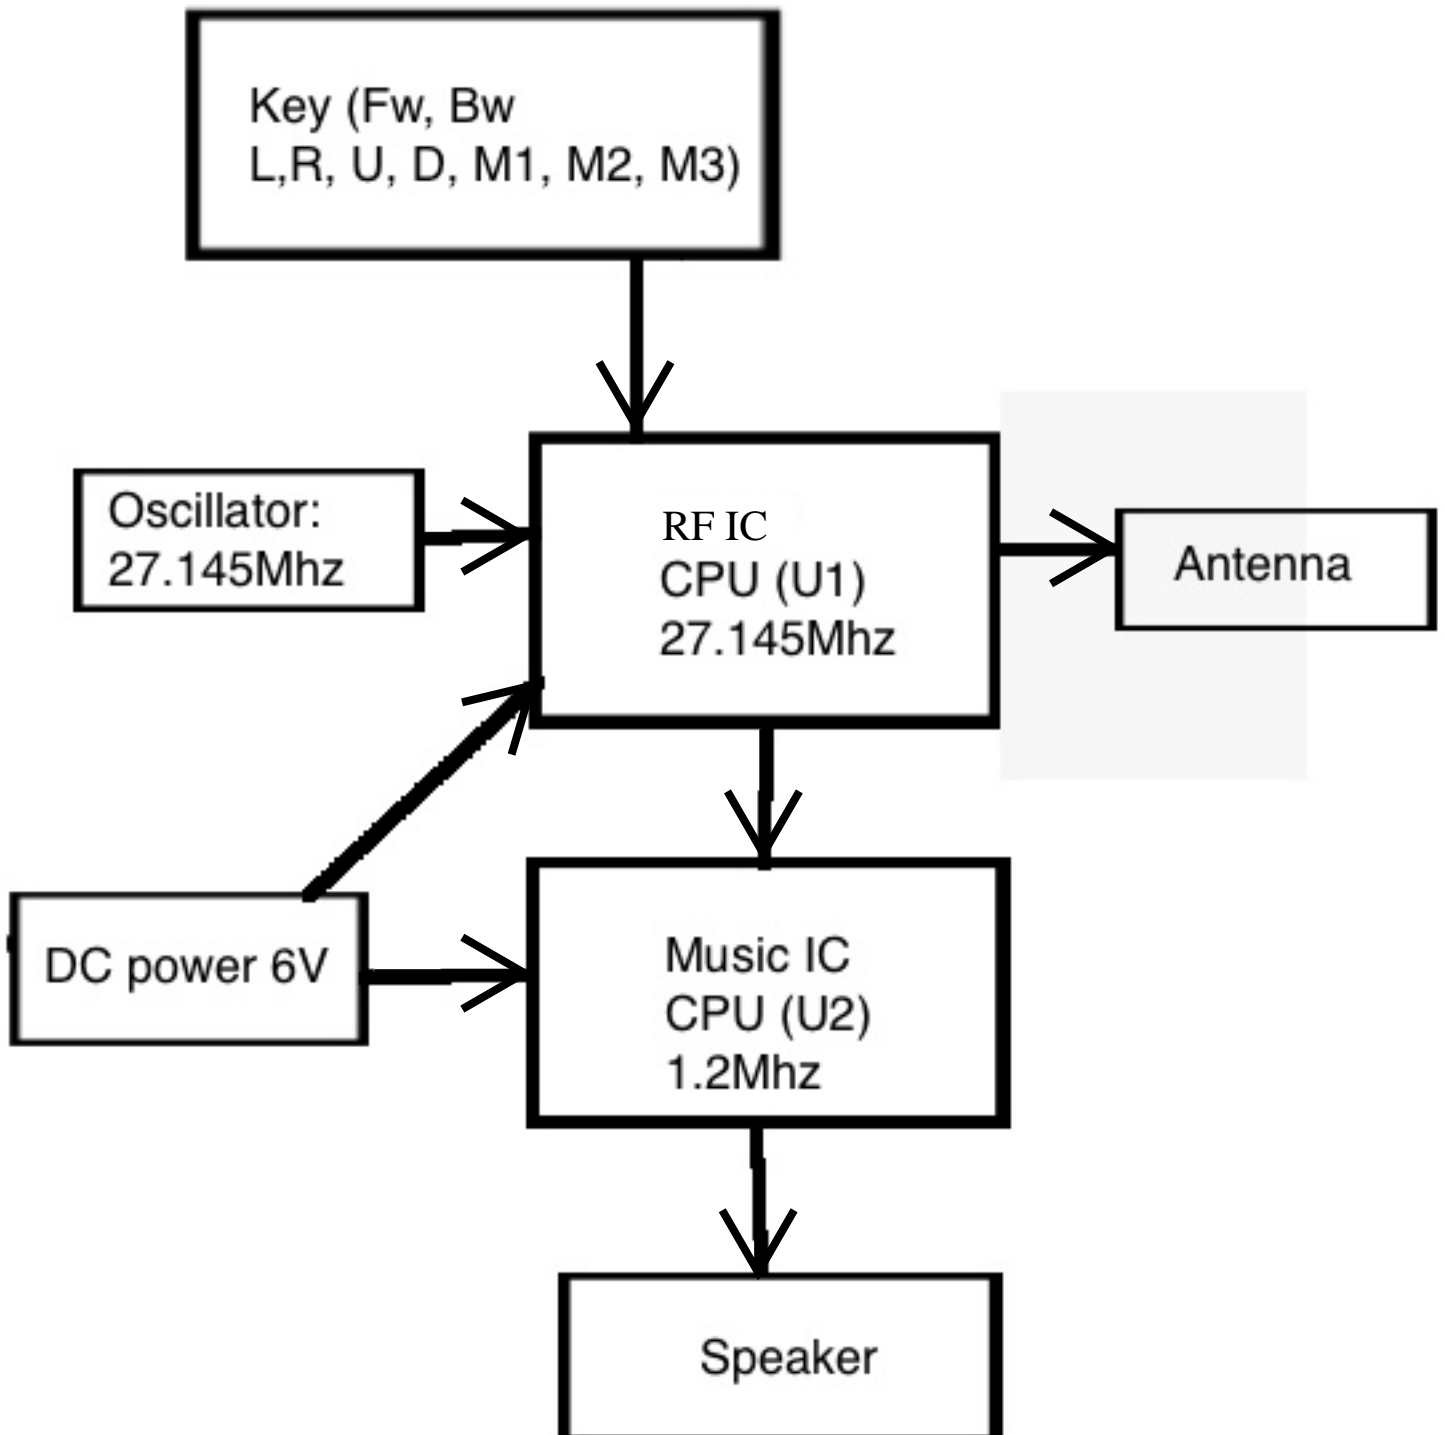 Key (Fw, Bw
L,R, U, D, M1, M2, M3)
Oscillator:
27.145Mhz
RF IC
CPU (U1)
27.145Mhz
Antenna
DC power 6V
Music IC
CPU (U2)
1.2Mhz
Speaker